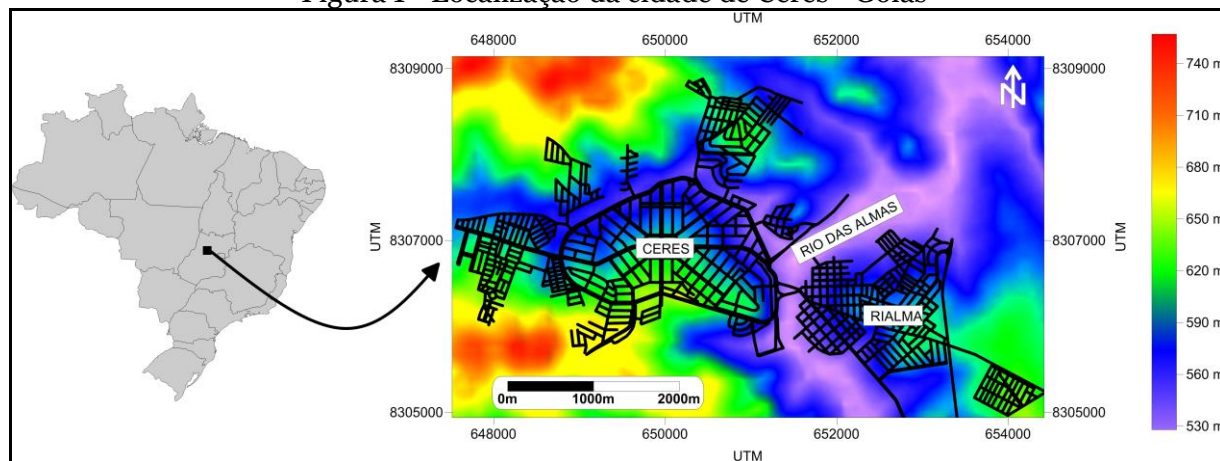 Figura 1 - Localização da cidade de Ceres - Goiás
UTM
648000 650000 652000 654000
8309000 8309000
N
740 m
710 m
680 m
650 m
620 m
590 m
560 m
530 m
UTM
8307000 8307000
UTM
CERES
RIO DAS ALMAS
RIALMA
0m 1000m 2000m
8305000 8305000
648000 650000 652000 654000
UTM